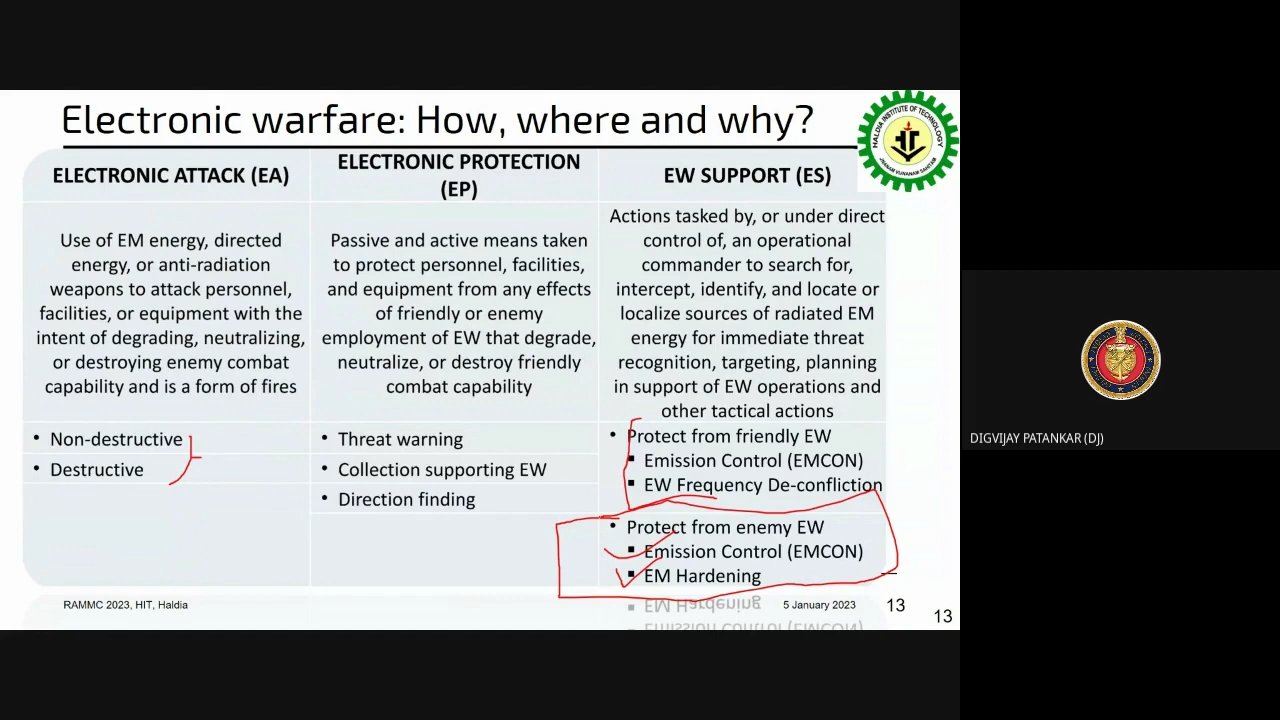 Electronic warfare: How, where and why?
HALDIA INSTITUTE OF TECHNOLOGY
JNANAM VIJNANAM SAHITAM
ELECTRONIC ATTACK (EA)
Use of EM energy, directed
energy, or anti-radiation
weapons to attack personnel,
facilities, or equipment with the
intent of degrading, neutralizing,
or destroying enemy combat
capability and is a form of fires
• Non-destructive
• Destructive
ELECTRONIC PROTECTION
(EP)
Passive and active means taken
to protect personnel, facilities,
and equipment from any effects
of friendly or enemy
employment of EW that degrade,
neutralize, or destroy friendly
combat capability
• Threat warning
• Collection supporting EW
• Direction finding
EW SUPPORT (ES)
Actions tasked by, or under direct
control of, an operational
commander to search for,
intercept, identify, and locate or
localize sources of radiated EM
energy for immediate threat
recognition, targeting, planning
in support of EW operations and
other tactical actions
• Protect from friendly EW
▪ Emission Control (EMCON)
▪ EW Frequency De-confliction
• Protect from enemy EW
▪ Emission Control (EMCON)
▪ EM Hardening
RAMMC 2023, HIT, Haldia
5 January 2023
13
13
DIGVIJAY PATANKAR (DJ)